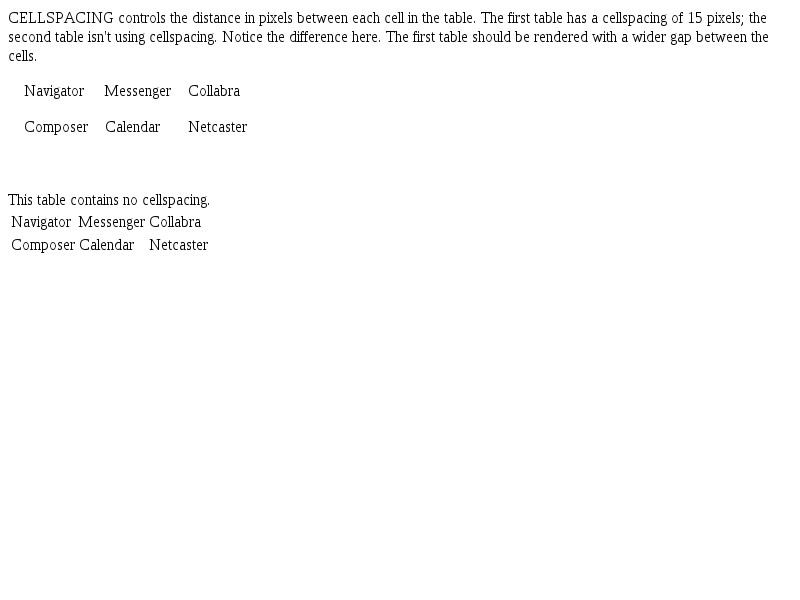 CELLSPACING controls the distance in pixels between each cell in the table. The first table has a cellspacing of 15 pixels; the
second table isn't using cellspacing. Notice the difference here. The first table should be rendered with a wider gap between the
cells.
Navigator Messenger Collabra
Composer Calendar Netcaster
This table contains no cellspacing.
Navigator Messenger Collabra
Composer Calendar Netcaster